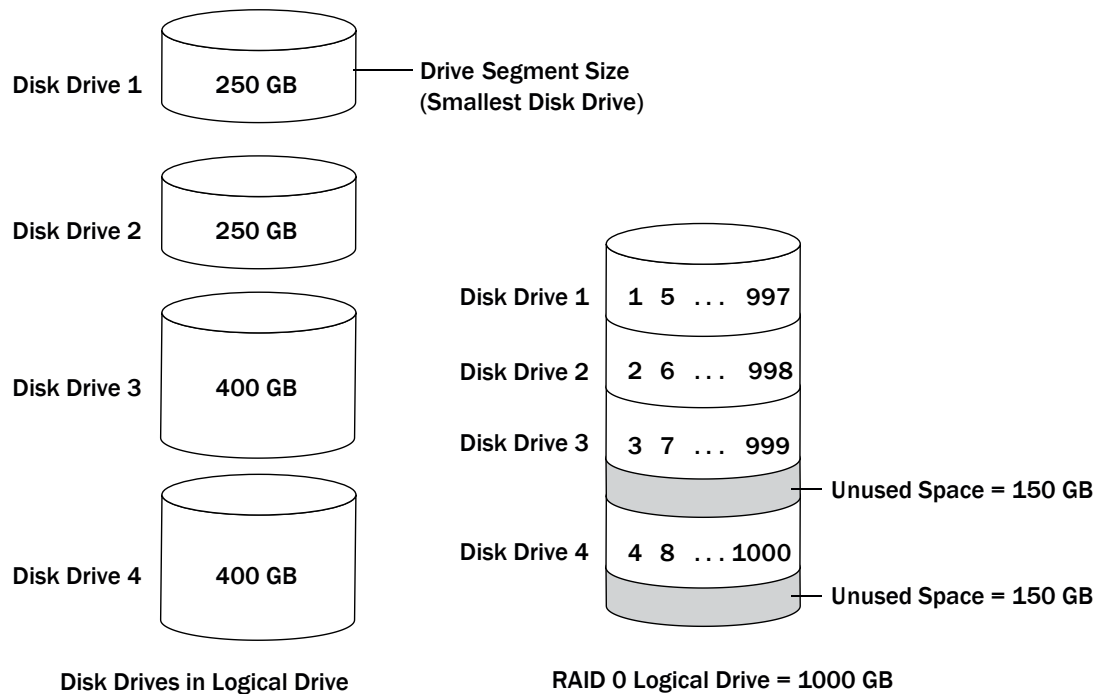 Disk Drive 1
250 GB
Drive Segment Size
(Smallest Disk Drive)
Disk Drive 2
250 GB
Disk Drive 3
400 GB
Disk Drive 4
400 GB
Disk Drives in Logical Drive
Disk Drive 1
1 5 ... 997
Disk Drive 2
2 6 ... 998
Disk Drive 3
3 7 ... 999
Unused Space = 150 GB
Disk Drive 4
4 8 ... 1000
Unused Space = 150 GB
RAID 0 Logical Drive = 1000 GB